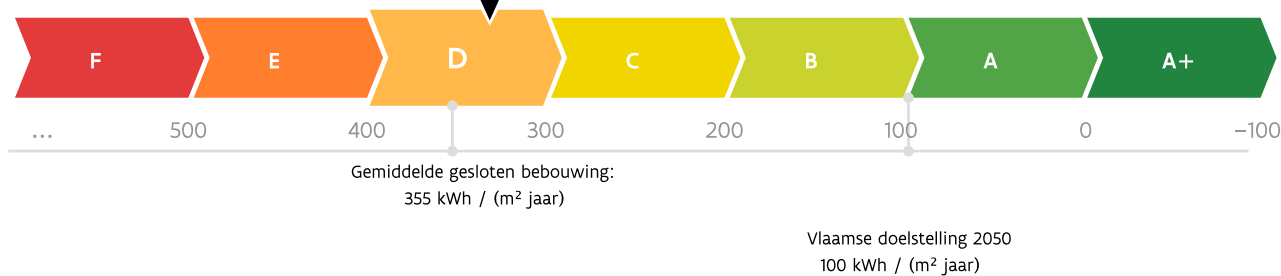 F E D C B A A+
... 500 400 300 200 100 0 −100
Gemiddelde gesloten bebouwing:
355 kWh / (m² jaar)
Vlaamse doelstelling 2050
100 kWh / (m² jaar)